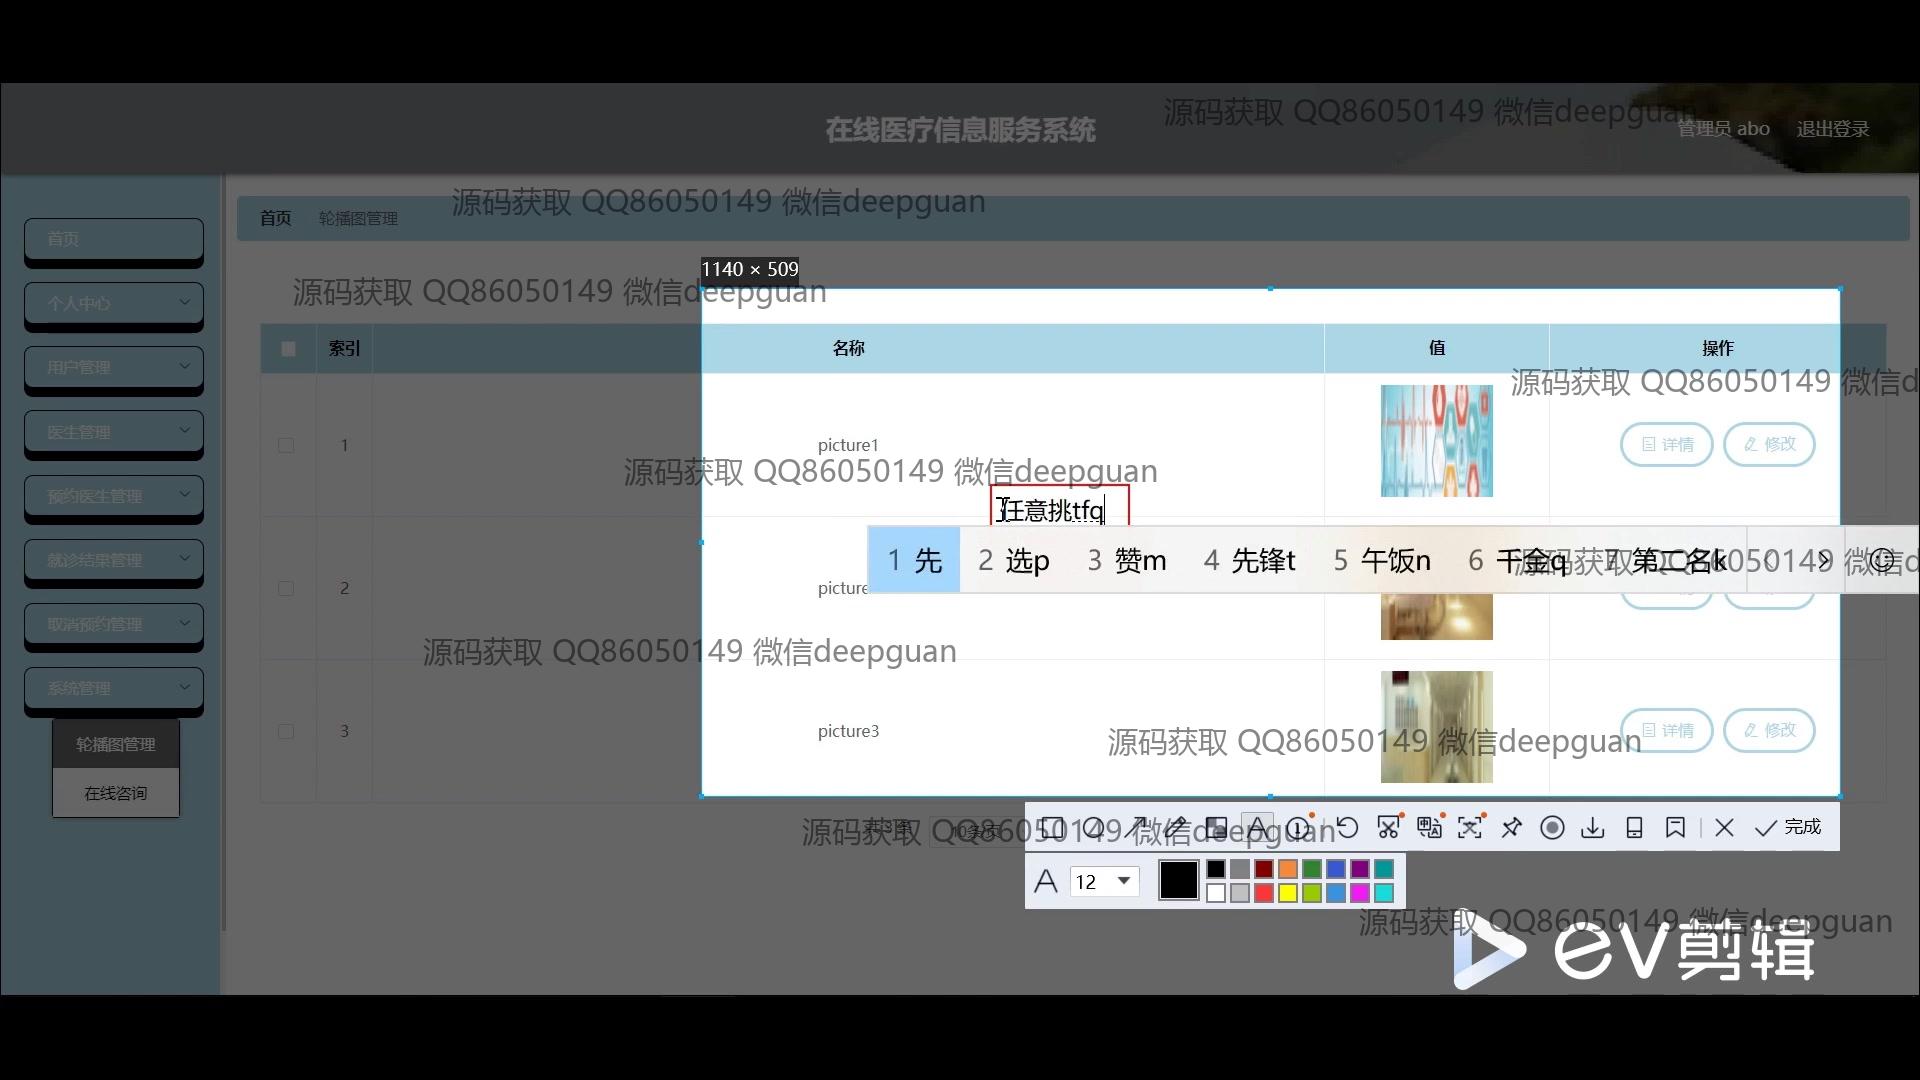 源码获取 QQ86050149 微信deepguan
在线医疗信息服务系统
管理员 abo
退出登录
源码获取 QQ86050149 微信deepguan
首页
轮播图管理
首页
个人中心
用户管理
医生管理
预约医生管理
就诊结果管理
取消预约管理
系统管理
轮播图管理
在线咨询
1140 × 509
源码获取 QQ86050149 微信deepguan
索引
名称
值
操作
源码获取 QQ86050149 微信d
1
picture1
详情
修改
源码获取 QQ86050149 微信deepguan
任意挑tfq
1 先 2 选p 3 赞m 4 先锋t 5 午饭n 6 千金q 7 第二名k
源码获取 QQ86050149 微信d
2
picture
源码获取 QQ86050149 微信deepguan
3
picture3
详情
修改
源码获取 QQ86050149 微信deepguan
源码获取 QQ86050149 微信deepguan
完成
A 12
源码获取 QQ86050149 微信deepguan
EV剪辑